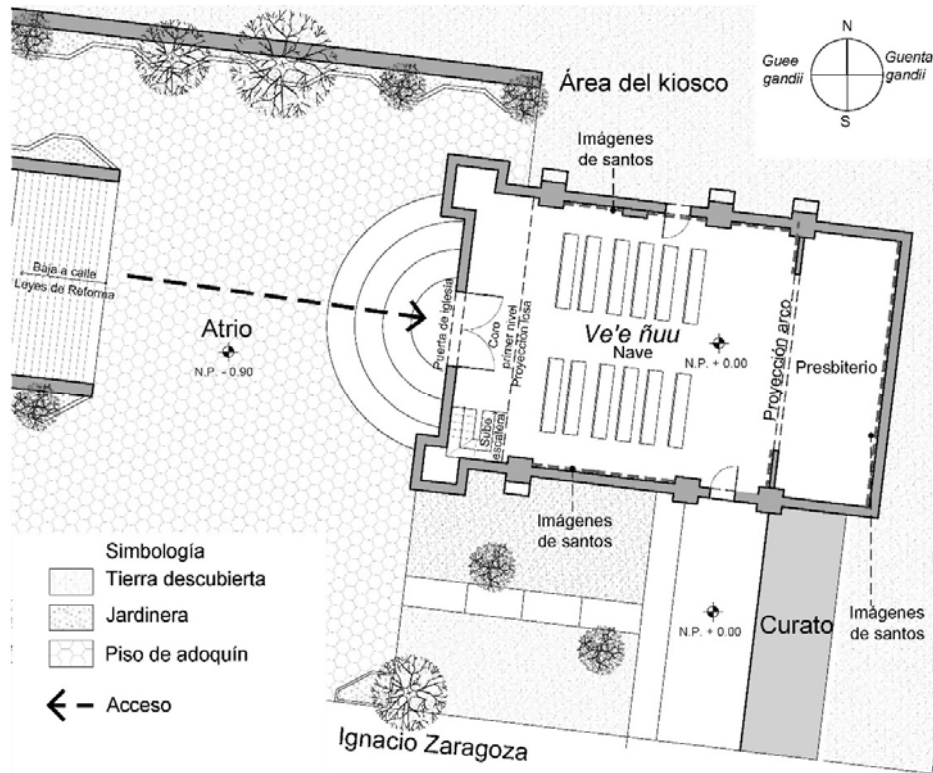 N
Guee
gandii
Guenta
gandii
S
Área del kiosco
Imágenes
de santos
Baja a calle
Leyes de Reforma
Atrio
N.P. - 0.90
Puerta de iglesia
Coro
primer nivel
Proyección losa
Ve'e ñuu
Nave
N.P. + 0.00
Proyección arco
Presbiterio
Sube
escalera
Imágenes
de santos
Imágenes
de santos
N.P. + 0.00
Curato
Simbología
Tierra descubierta
Jardinera
Piso de adoquín
Acceso
Ignacio Zaragoza